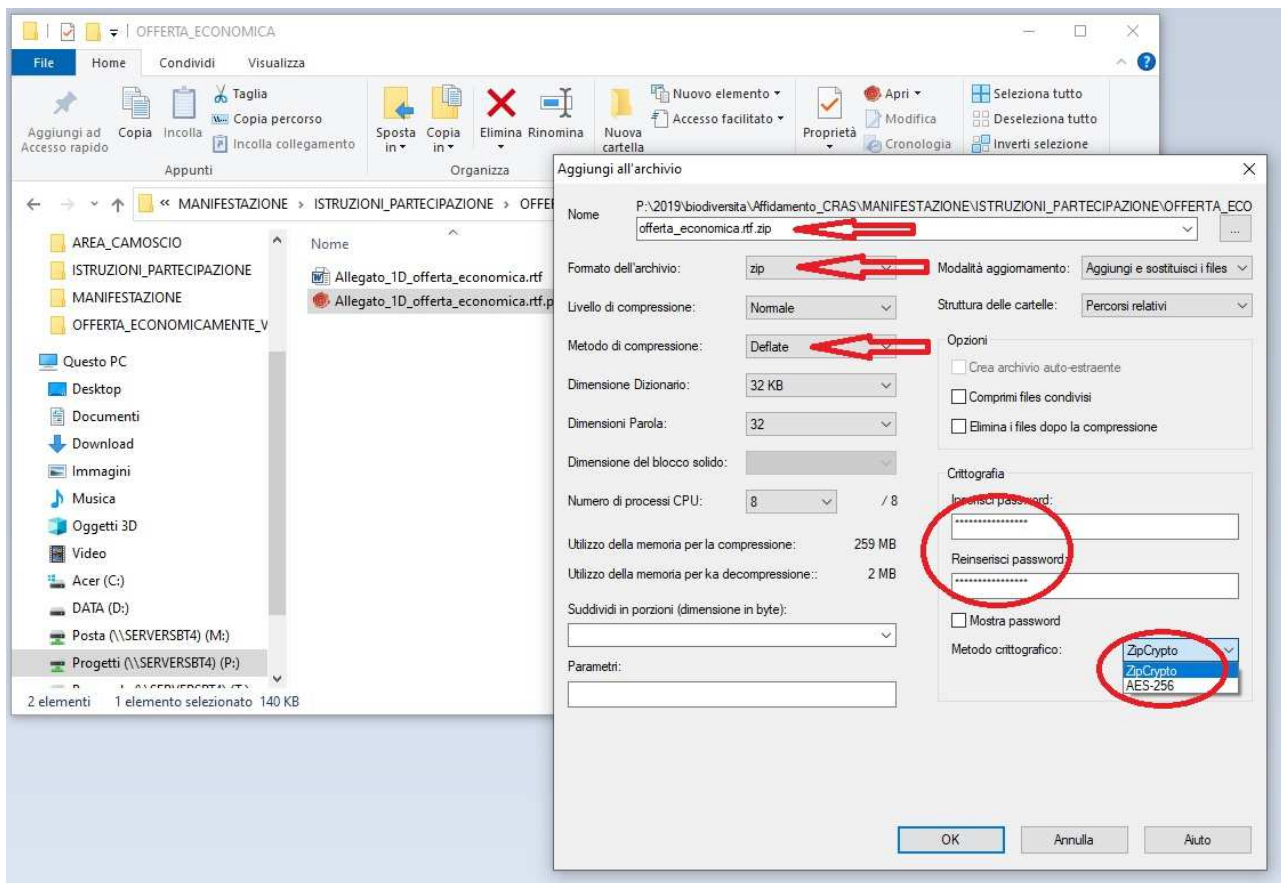 OFFERTA_ECONOMICA
File Home Condividi Visualizza
Aggiungi ad Accesso rapido
Copia
Incolla
Taglia
Copia percorso
Incolla collegamento
Appunti
Sposta in
Copia in
Elimina
Rinomina
Organizza
Nuova cartella
Nuovo elemento
Accesso facilitato
Proprietà
Apri
Modifica
Cronologia
Seleziona tutto
Deseleziona tutto
Inverti selezione
« MANIFESTAZIONE > ISTRUZIONI_PARTECIPAZIONE > OFFE
AREA_CAMOSCIO
ISTRUZIONI_PARTECIPAZIONE
MANIFESTAZIONE
OFFERTA_ECONOMICAMENTE_V
Questo PC
Desktop
Documenti
Download
Immagini
Musica
Oggetti 3D
Video
Acer (C:)
DATA (D:)
Posta (\\SERVERSBT4) (M:)
Progetti (\\SERVERSBT4) (P:)
2 elementi 1 elemento selezionato 140 KB
Nome
Allegato_1D_offerta_economica.rtf
Allegato_1D_offerta_economica.rtf.p
Aggiungi all'archivio
Nome
P:\2019\biodiversita\Affidamento_CRAS\MANIFESTAZIONE\ISTRUZIONI_PARTECIPAZIONE\OFFERTA_ECO
offerta_economica.rtf.zip
...
Formato dell'archivio: zip
Livello di compressione: Normale
Metodo di compressione: Deflate
Dimensione Dizionario: 32 KB
Dimensioni Parola: 32
Dimensione del blocco solido:
Numero di processi CPU: 8 / 8
Utilizzo della memoria per la compressione: 259 MB
Utilizzo della memoria per ka decompressione:: 2 MB
Suddividi in porzioni (dimensione in byte):
Parametri:
Modalità aggiornamento: Aggiungi e sostituisci i files
Struttura delle cartelle: Percorsi relativi
Opzioni
Crea archivio auto-estraente
Comprimi files condivisi
Elimina i files dopo la compressione
Crittografia
Inserisci password:
****************
Reinserisci password:
****************
Mostra password
Metodo crittografico: ZipCrypto
ZipCrypto
AES-256
OK Annulla Aiuto